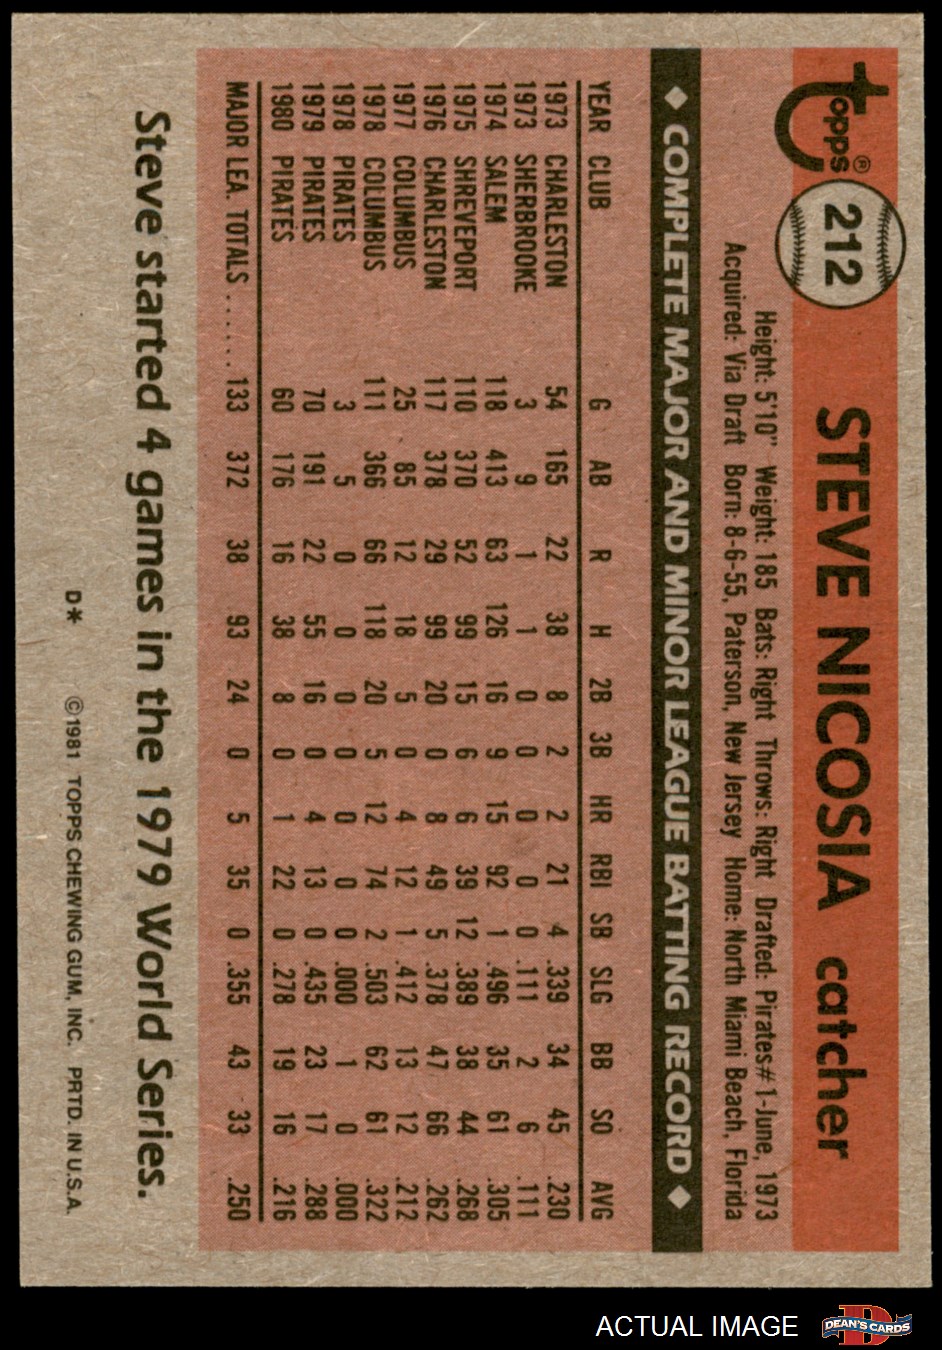 Topps®
212
STEVE NICOSIA catcher
Height: 5'10" Weight: 185 Bats: Right Throws: Right Drafted: Pirates #1-June, 1973
Acquired: Via Draft Born: 8-6-55, Paterson, New Jersey Home: North Miami Beach, Florida
◆ COMPLETE MAJOR AND MINOR LEAGUE BATTING RECORD ◆
YEAR CLUB G AB R H 2B 3B HR RBI SB SLG BB SO AVG
1973 CHARLESTON 54 165 22 38 8 2 2 21 4 .339 34 45 .230
1973 SHERBROOKE 3 9 1 1 0 0 0 0 0 .111 2 6 .111
1974 SALEM 118 413 63 126 16 9 15 92 1 .496 35 61 .305
1975 SHREVEPORT 110 370 52 99 15 6 6 39 12 .389 38 44 .268
1976 CHARLESTON 117 378 29 99 20 0 8 49 5 .378 47 66 .262
1977 COLUMBUS 25 85 12 18 5 0 4 12 1 .412 13 12 .212
1978 COLUMBUS 111 366 66 118 20 5 12 74 2 .503 62 61 .322
1978 PIRATES 3 5 0 0 0 0 0 0 0 .000 1 0 .000
1979 PIRATES 70 191 22 55 16 0 4 13 0 .435 23 17 .288
1980 PIRATES 60 176 16 38 8 0 1 22 0 .278 19 16 .216
MAJOR LEA. TOTALS ...... 133 372 38 93 24 0 5 35 0 .355 43 33 .250
Steve started 4 games in the 1979 World Series.
D* ©1981 TOPPS CHEWING GUM, INC. PRTD. IN U.S.A.
ACTUAL IMAGE
D
DEAN'S CARDS